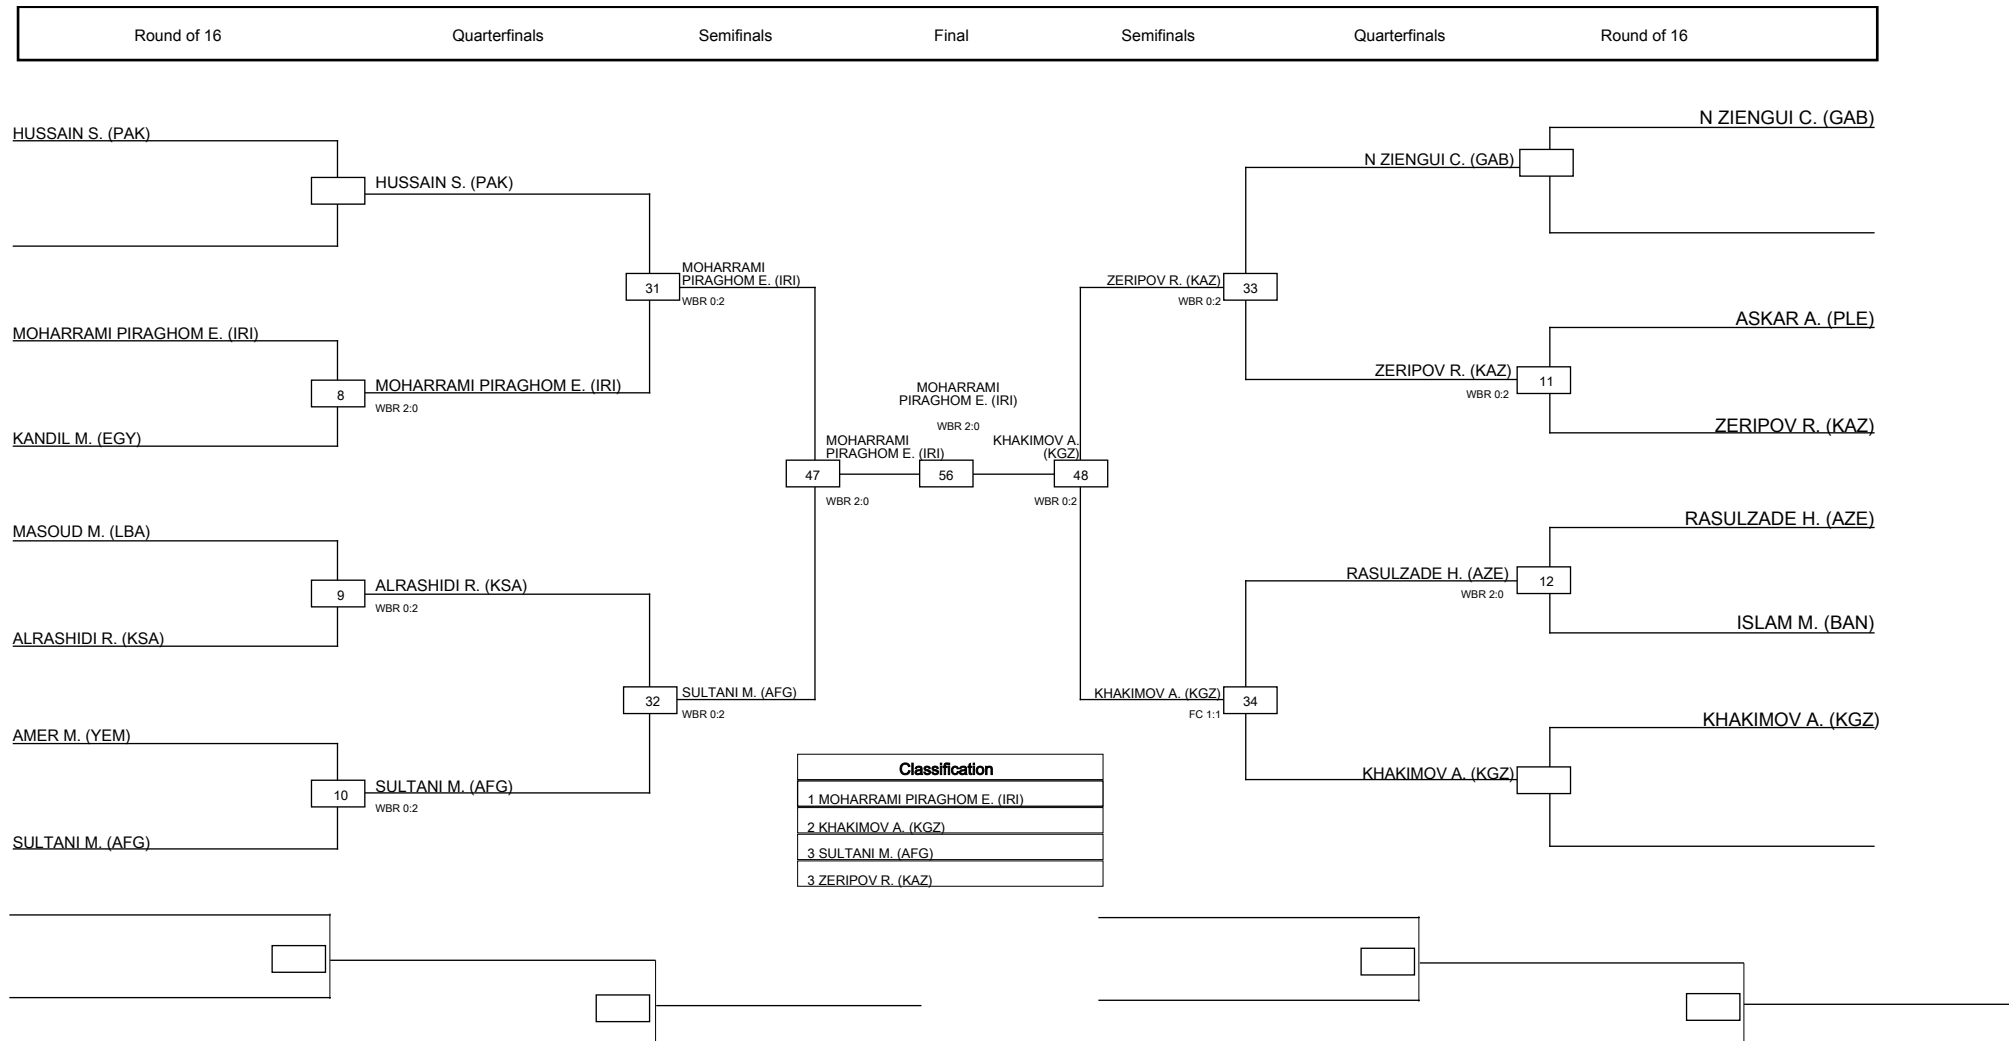 Round of 16
Quarterfinals
Semifinals
Final
Semifinals
Quarterfinals
Round of 16
HUSSAIN S. (PAK)
HUSSAIN S. (PAK)
MOHARRAMI
PIRAGHOM E. (IRI)
31
WBR 0:2
MOHARRAMI PIRAGHOM E. (IRI)
8
MOHARRAMI PIRAGHOM E. (IRI)
WBR 2:0
KANDIL M. (EGY)
MOHARRAMI
PIRAGHOM E. (IRI)
47
WBR 2:0
MASOUD M. (LBA)
9
ALRASHIDI R. (KSA)
WBR 0:2
ALRASHIDI R. (KSA)
32
SULTANI M. (AFG)
WBR 0:2
AMER M. (YEM)
10
SULTANI M. (AFG)
WBR 0:2
SULTANI M. (AFG)
MOHARRAMI
PIRAGHOM E. (IRI)
WBR 2:0
56
KHAKIMOV A.
(KGZ)
48
WBR 0:2
N ZIENGUI C. (GAB)
N ZIENGUI C. (GAB)
ZERIPOV R. (KAZ)
33
WBR 0:2
ASKAR A. (PLE)
ZERIPOV R. (KAZ)
11
WBR 0:2
ZERIPOV R. (KAZ)
RASULZADE H. (AZE)
RASULZADE H. (AZE)
12
WBR 2:0
ISLAM M. (BAN)
KHAKIMOV A. (KGZ)
34
FC 1:1
KHAKIMOV A. (KGZ)
KHAKIMOV A. (KGZ)
Classification
1 MOHARRAMI PIRAGHOM E. (IRI)
2 KHAKIMOV A. (KGZ)
3 SULTANI M. (AFG)
3 ZERIPOV R. (KAZ)